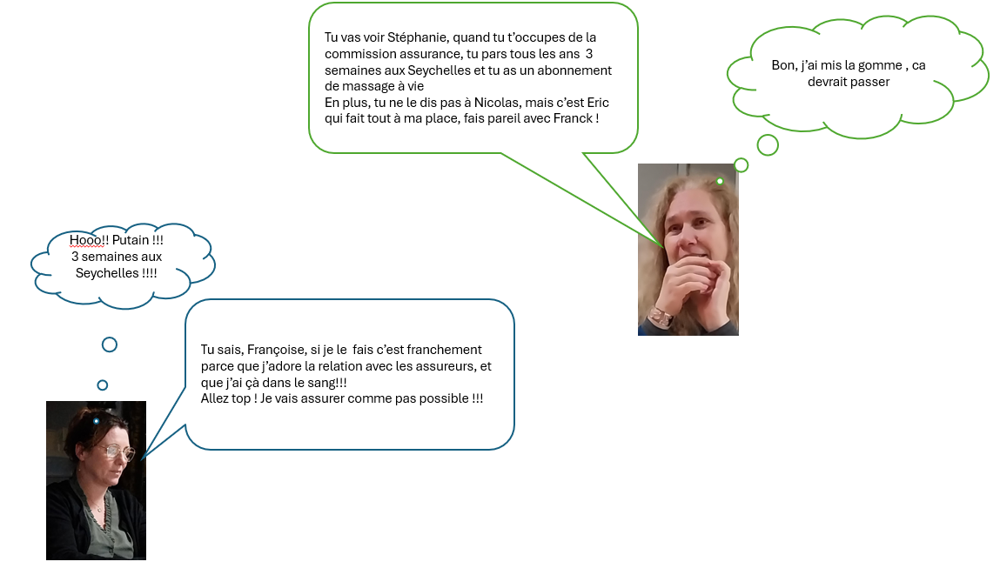 Tu vas voir Stéphanie, quand tu t’occupes de la
commission assurance, tu pars tous les ans  3
semaines aux Seychelles et tu as un abonnement
de massage à vie
En plus, tu ne le dis pas à Nicolas, mais c’est Eric
qui fait tout à ma place, fais pareil avec Franck !
Bon, j’ai mis la gomme , ca
devrait passer
Hooo!! Putain !!!
3 semaines aux
Seychelles !!!!
Tu sais, Françoise, si je le  fais c’est franchement
parce que j’adore la relation avec les assureurs, et
que j’ai çà dans le sang!!!
Allez top ! Je vais assurer comme pas possible !!!